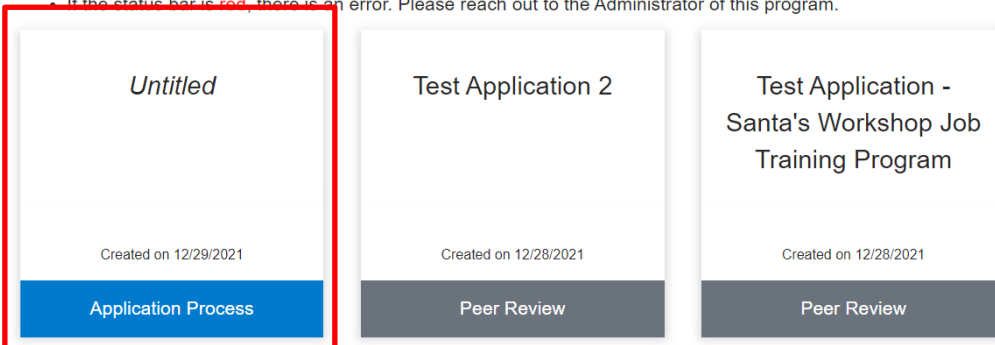 • If the status bar is red, there is an error. Please reach out to the Administrator of this program.
Untitled
Created on 12/29/2021
Application Process
Test Application 2
Created on 12/28/2021
Peer Review
Test Application -
Santa's Workshop Job
Training Program
Created on 12/28/2021
Peer Review